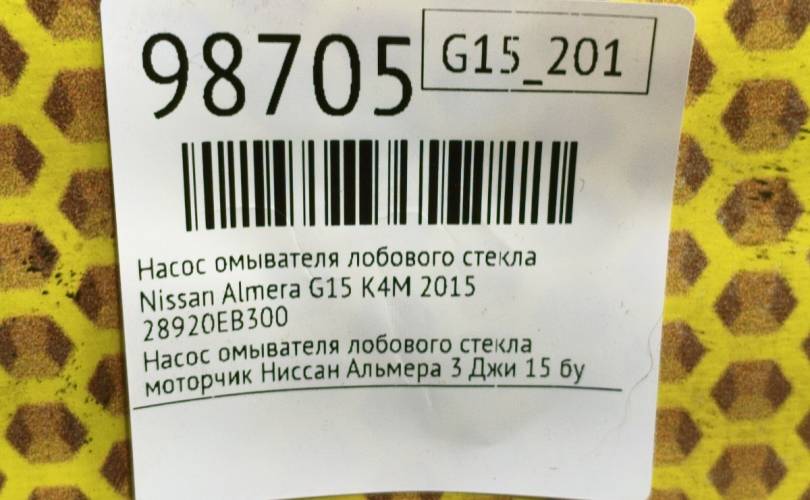 98705
G15_201
Насос омывателя лобового стекла
Nissan Almera G15 K4M 2015
28920EB300
Насос омывателя лобового стекла
моторчик Ниссан Альмера 3 Джи 15 бу